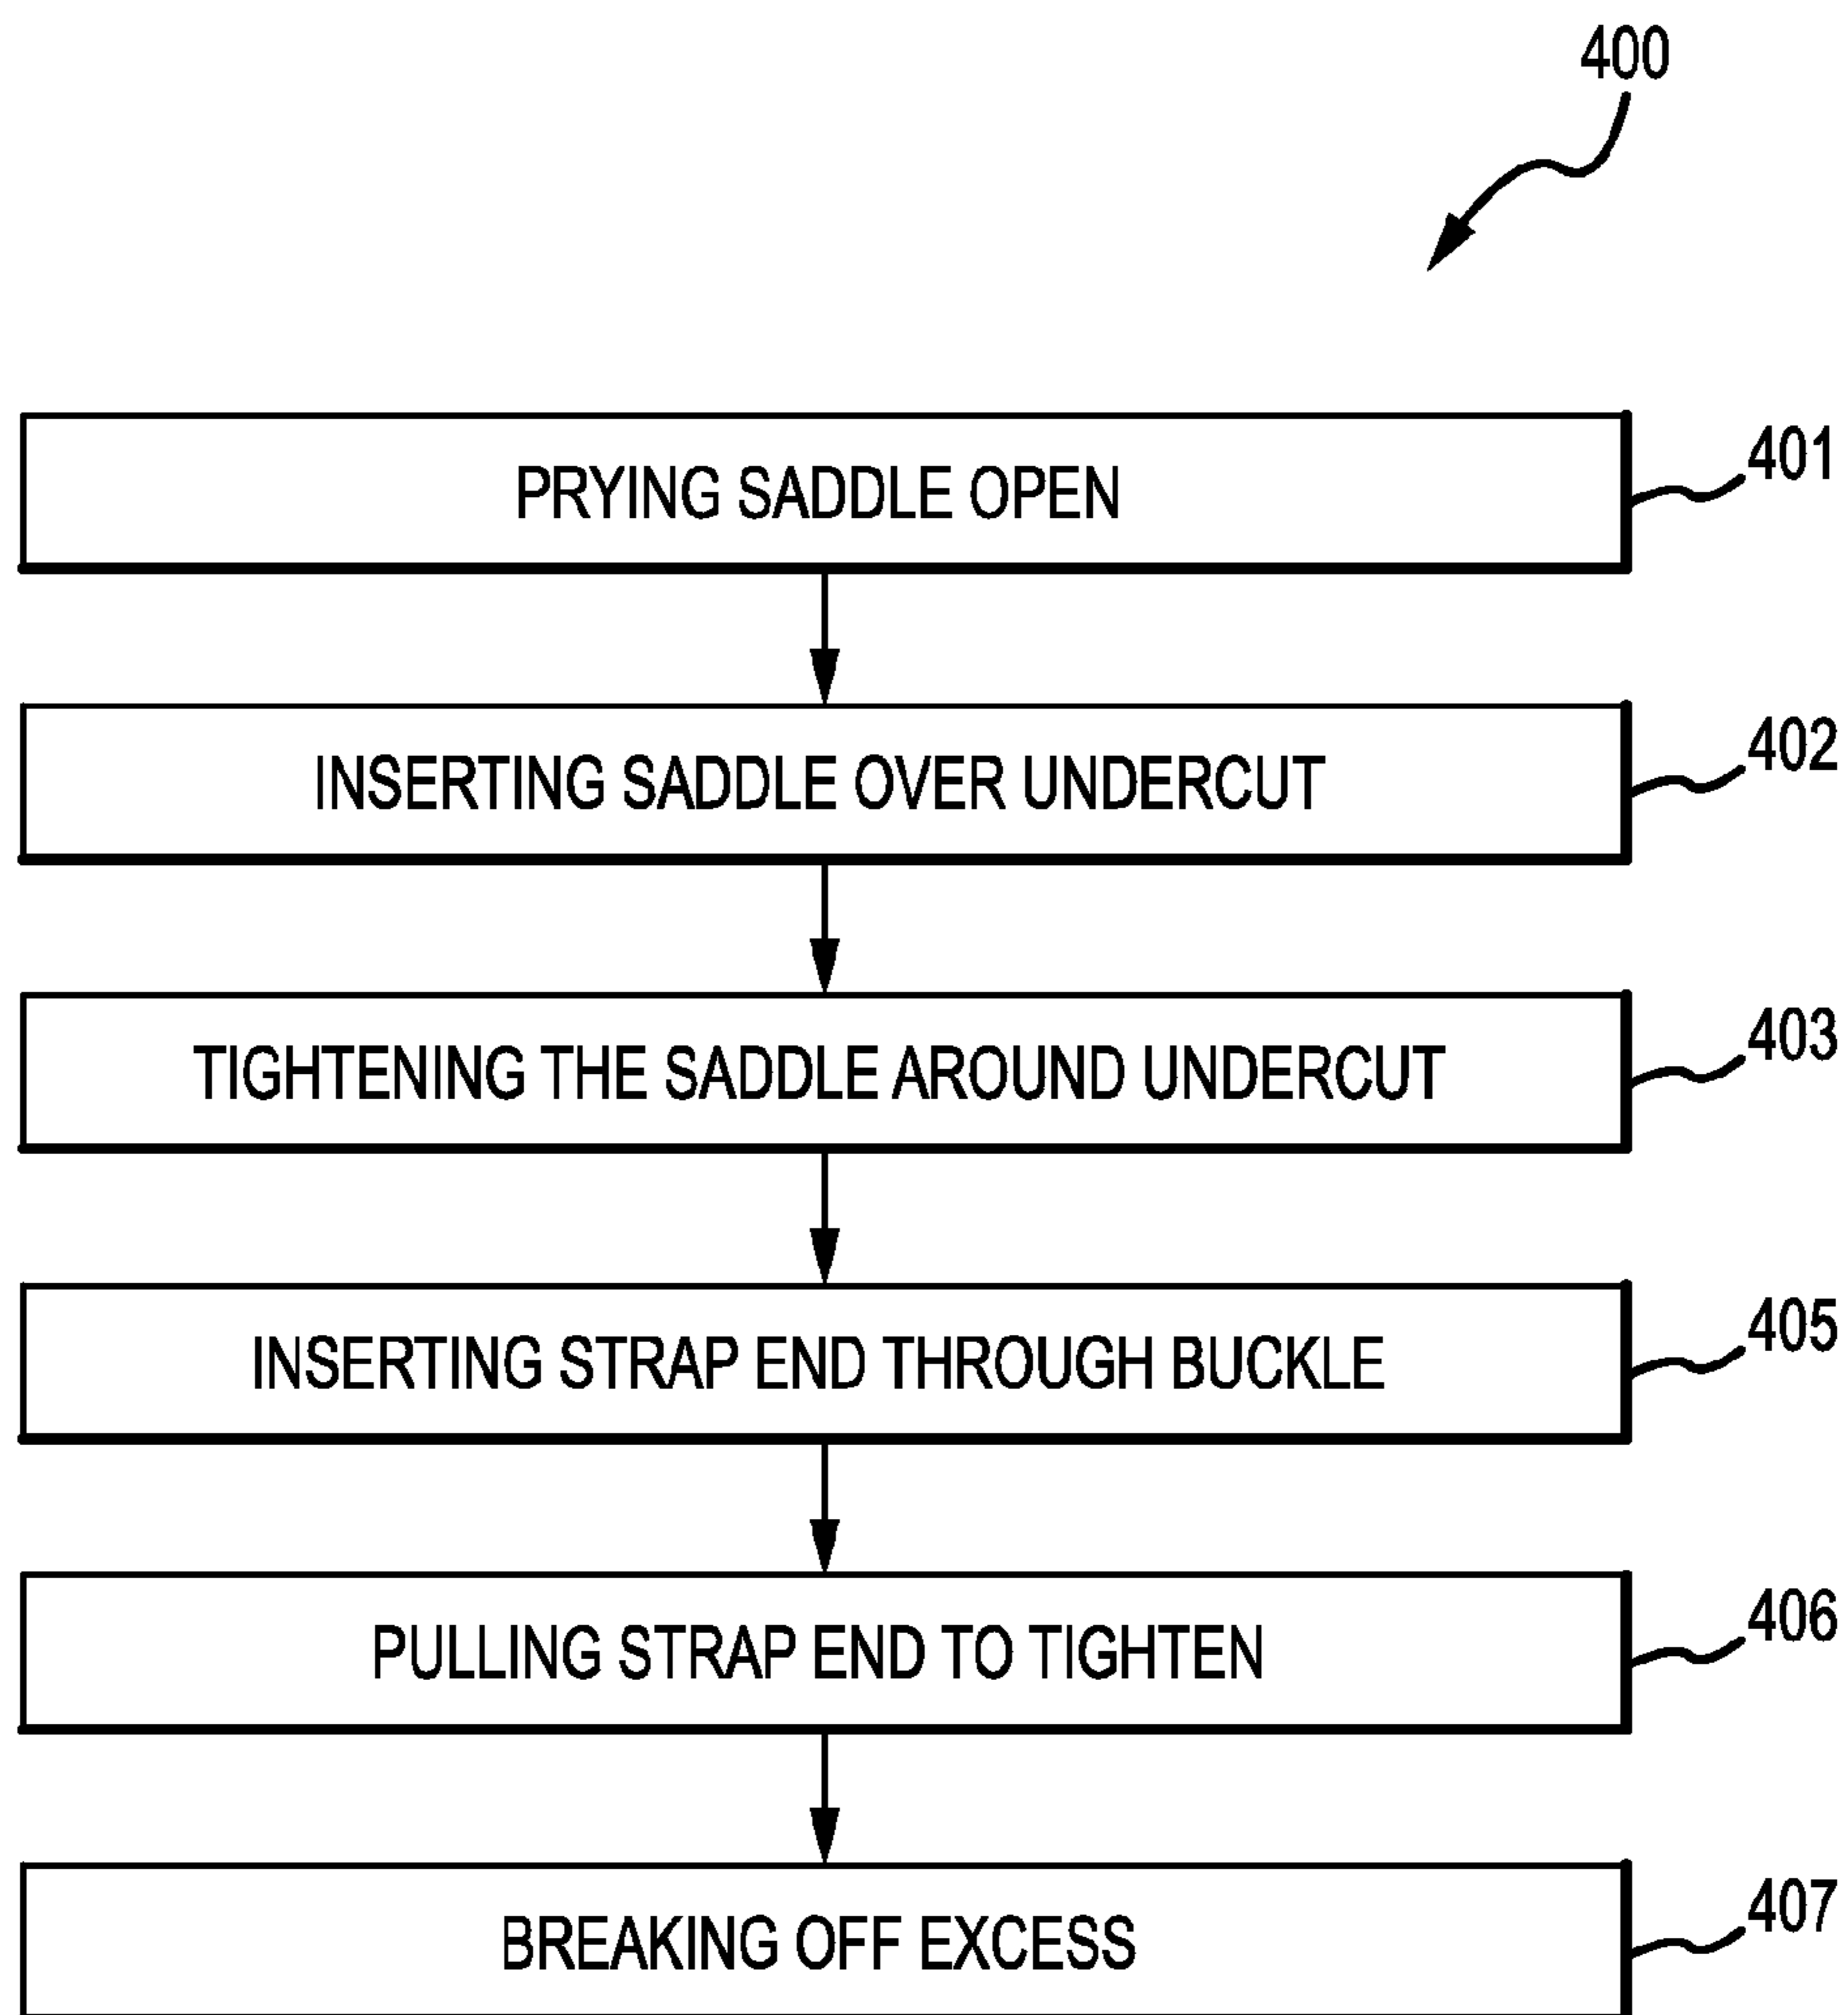 400
PRYING SADDLE OPEN
401
INSERTING SADDLE OVER UNDERCUT
402
TIGHTENING THE SADDLE AROUND UNDERCUT
403
INSERTING STRAP END THROUGH BUCKLE
405
PULLING STRAP END TO TIGHTEN
406
BREAKING OFF EXCESS
407